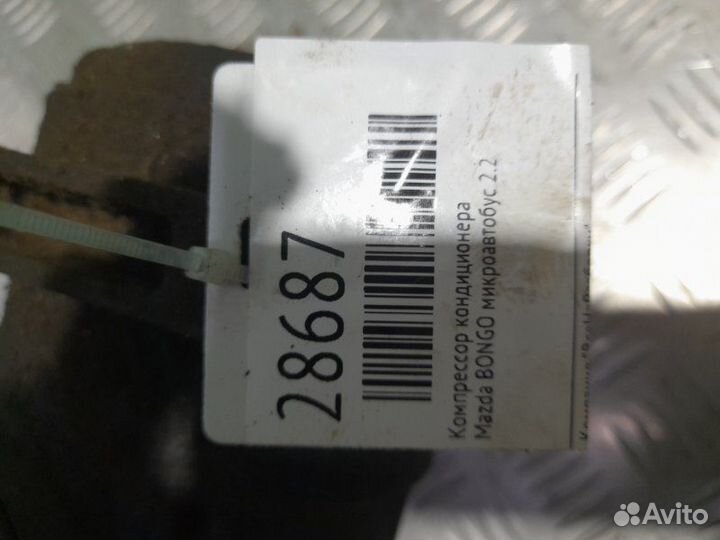 28687
Компрессор кондиционера
Mazda BONGO микроавтобус 2.2
Avito